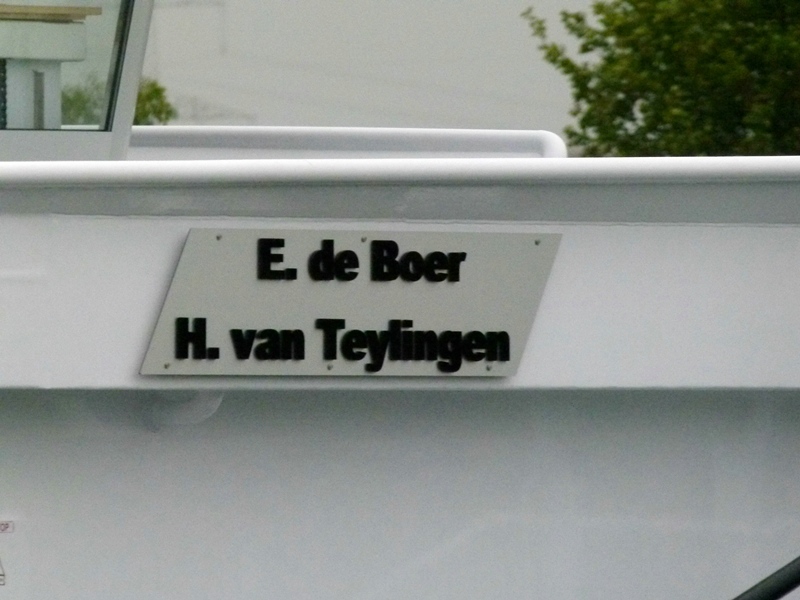 E. de Boer
H. van Teylingen